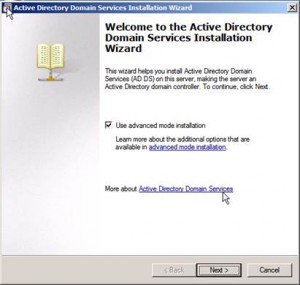 Active Directory Domain Services Installation Wizard
Welcome to the Active Directory
Domain Services Installation
Wizard
This wizard helps you install Active Directory Domain
Services (AD DS) on this server, making the server
an Active Directory domain controller. To continue, click Next.
Use advanced mode installation
Learn more about the additional options that are
available in advanced mode installation.
More about Active Directory Domain Services
< Back
Next >
Cancel